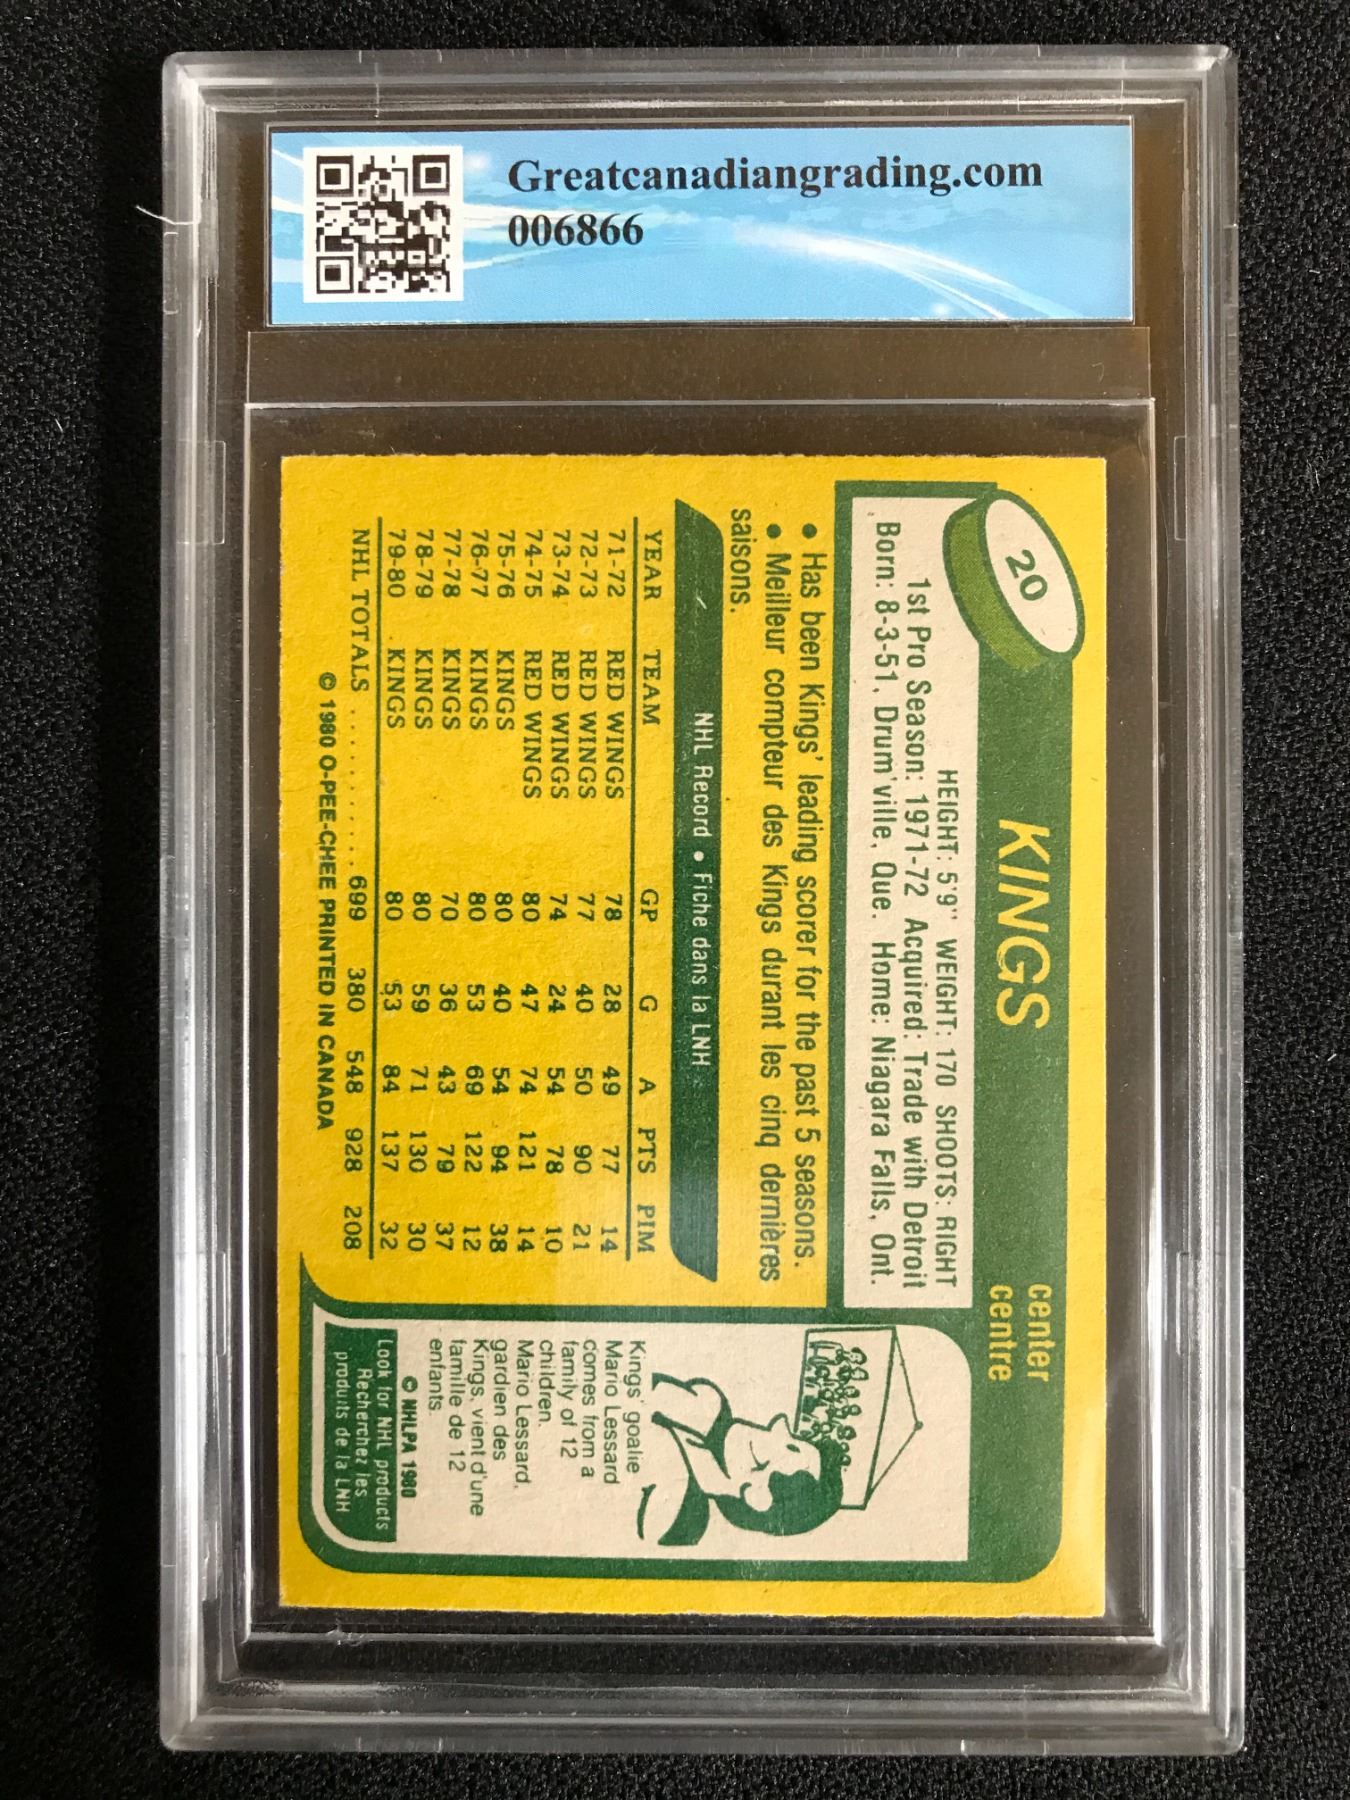 Greatcanadiangrading.com
006866
20
KINGS
center
centre
HEIGHT: 5'9" WEIGHT: 170 SHOOTS: RIGHT
1st Pro Season: 1971-72 Acquired: Trade with Detroit
Born: 8-3-51, Drum'ville, Que. Home: Niagara Falls, Ont.
• Has been Kings' leading scorer for the past 5 seasons.
• Meilleur compteur des Kings durant les cinq dernières
saisons.
NHL Record • Fiche dans la LNH
YEAR TEAM GP G A PTS PIM
71-72 RED WINGS 78 28 49 77 14
72-73 RED WINGS 77 40 50 90 21
73-74 RED WINGS 74 24 54 78 10
74-75 RED WINGS 80 47 74 121 14
75-76 KINGS 80 40 54 94 38
76-77 KINGS 80 53 69 122 12
77-78 KINGS 70 36 43 79 37
78-79 KINGS 80 59 71 130 30
79-80 KINGS 80 53 84 137 32
NHL TOTALS .......... 699 380 548 928 208
© 1980 O-PEE-CHEE PRINTED IN CANADA
Kings' goalie
Mario Lessard
comes from a
family of 12
children.
Mario Lessard,
gardien des
Kings, vient d'une
famille de 12
enfants.
© NHLPA 1980
Look for NHL products
Recherchez les
produits de la LNH